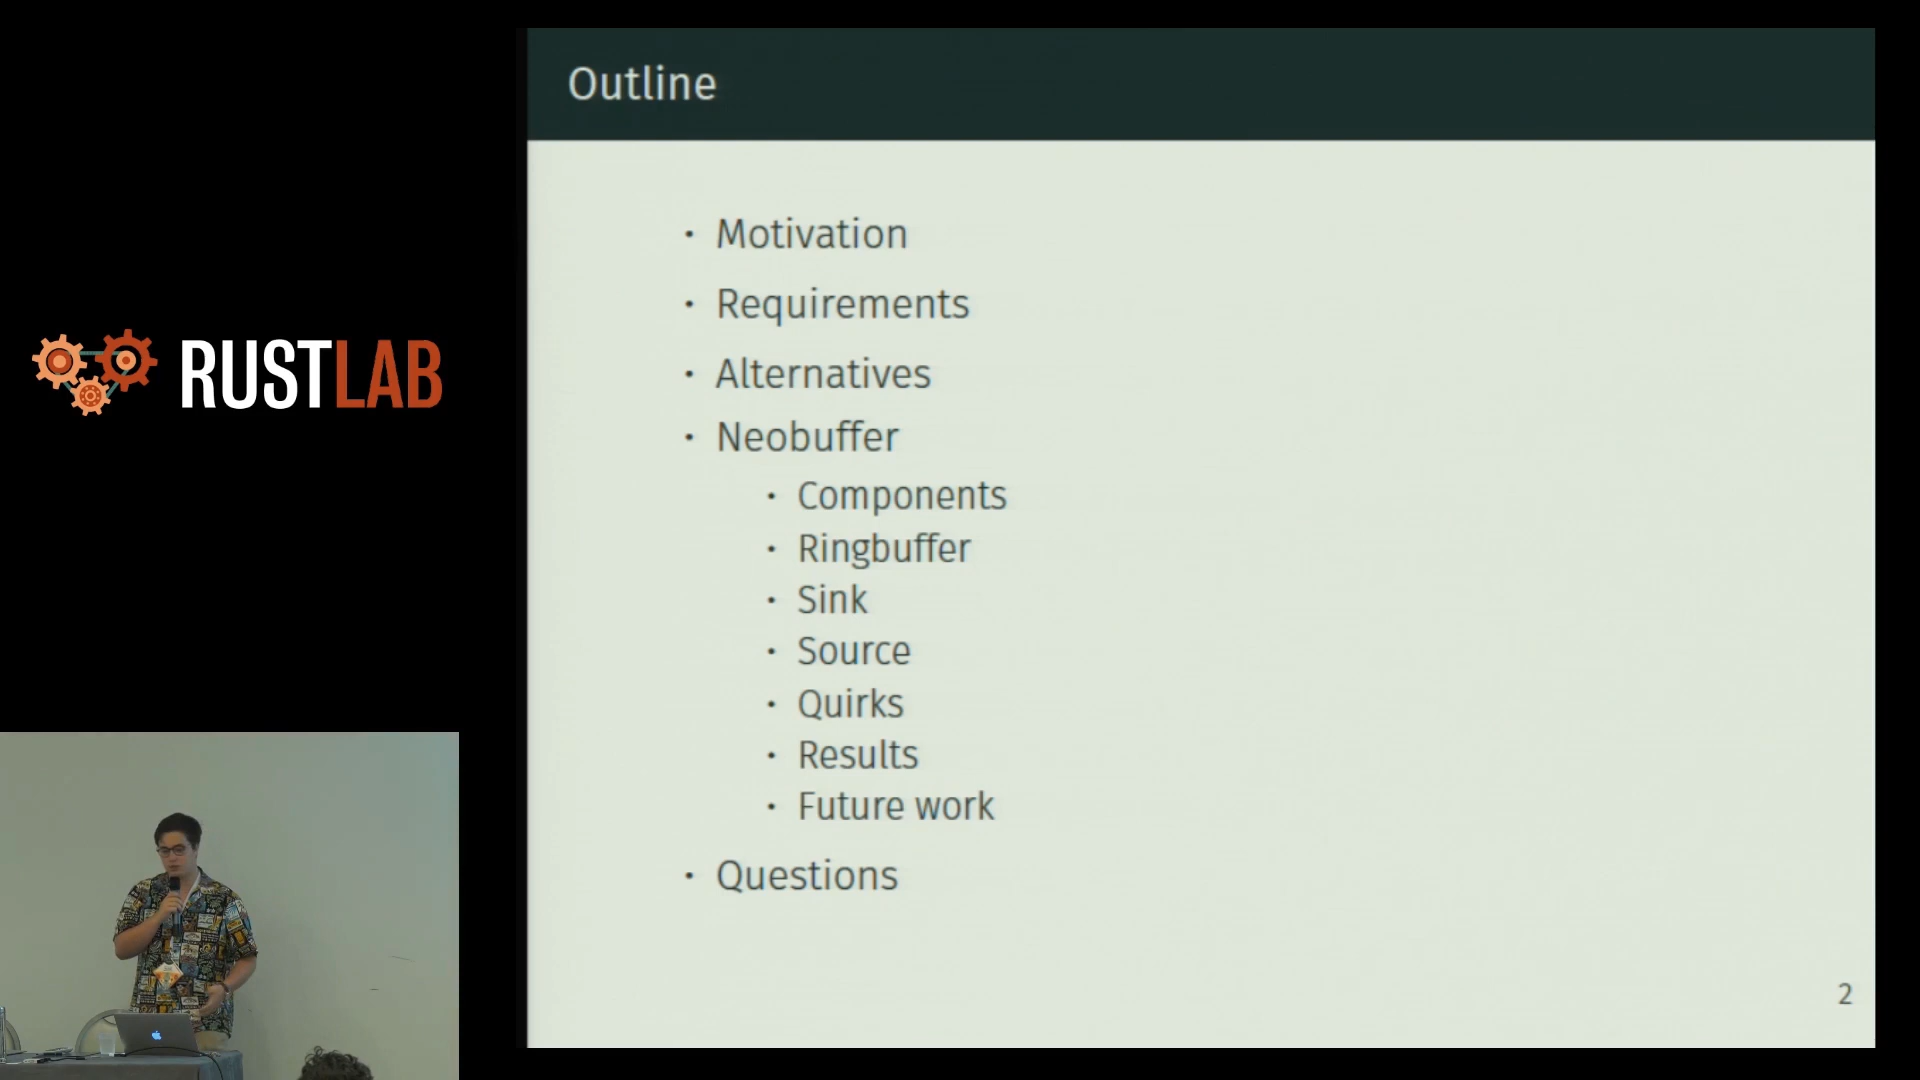 Outline
RUSTLAB
• Motivation
• Requirements
• Alternatives
• Neobuffer
• Components
• Ringbuffer
• Sink
• Source
• Quirks
• Results
• Future work
• Questions
2